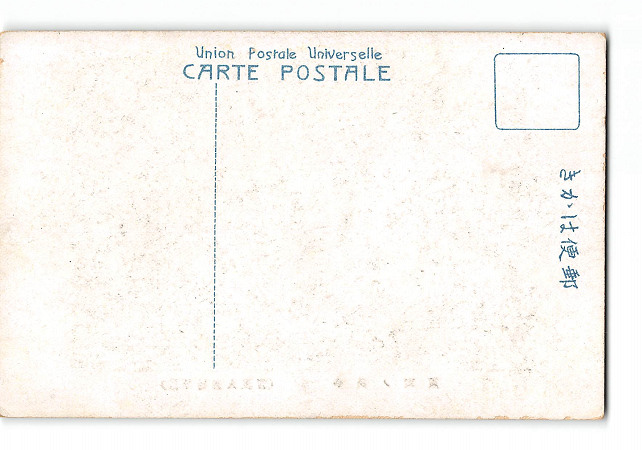 Union Postale Universelle
CARTE POSTALE
きかは便郵